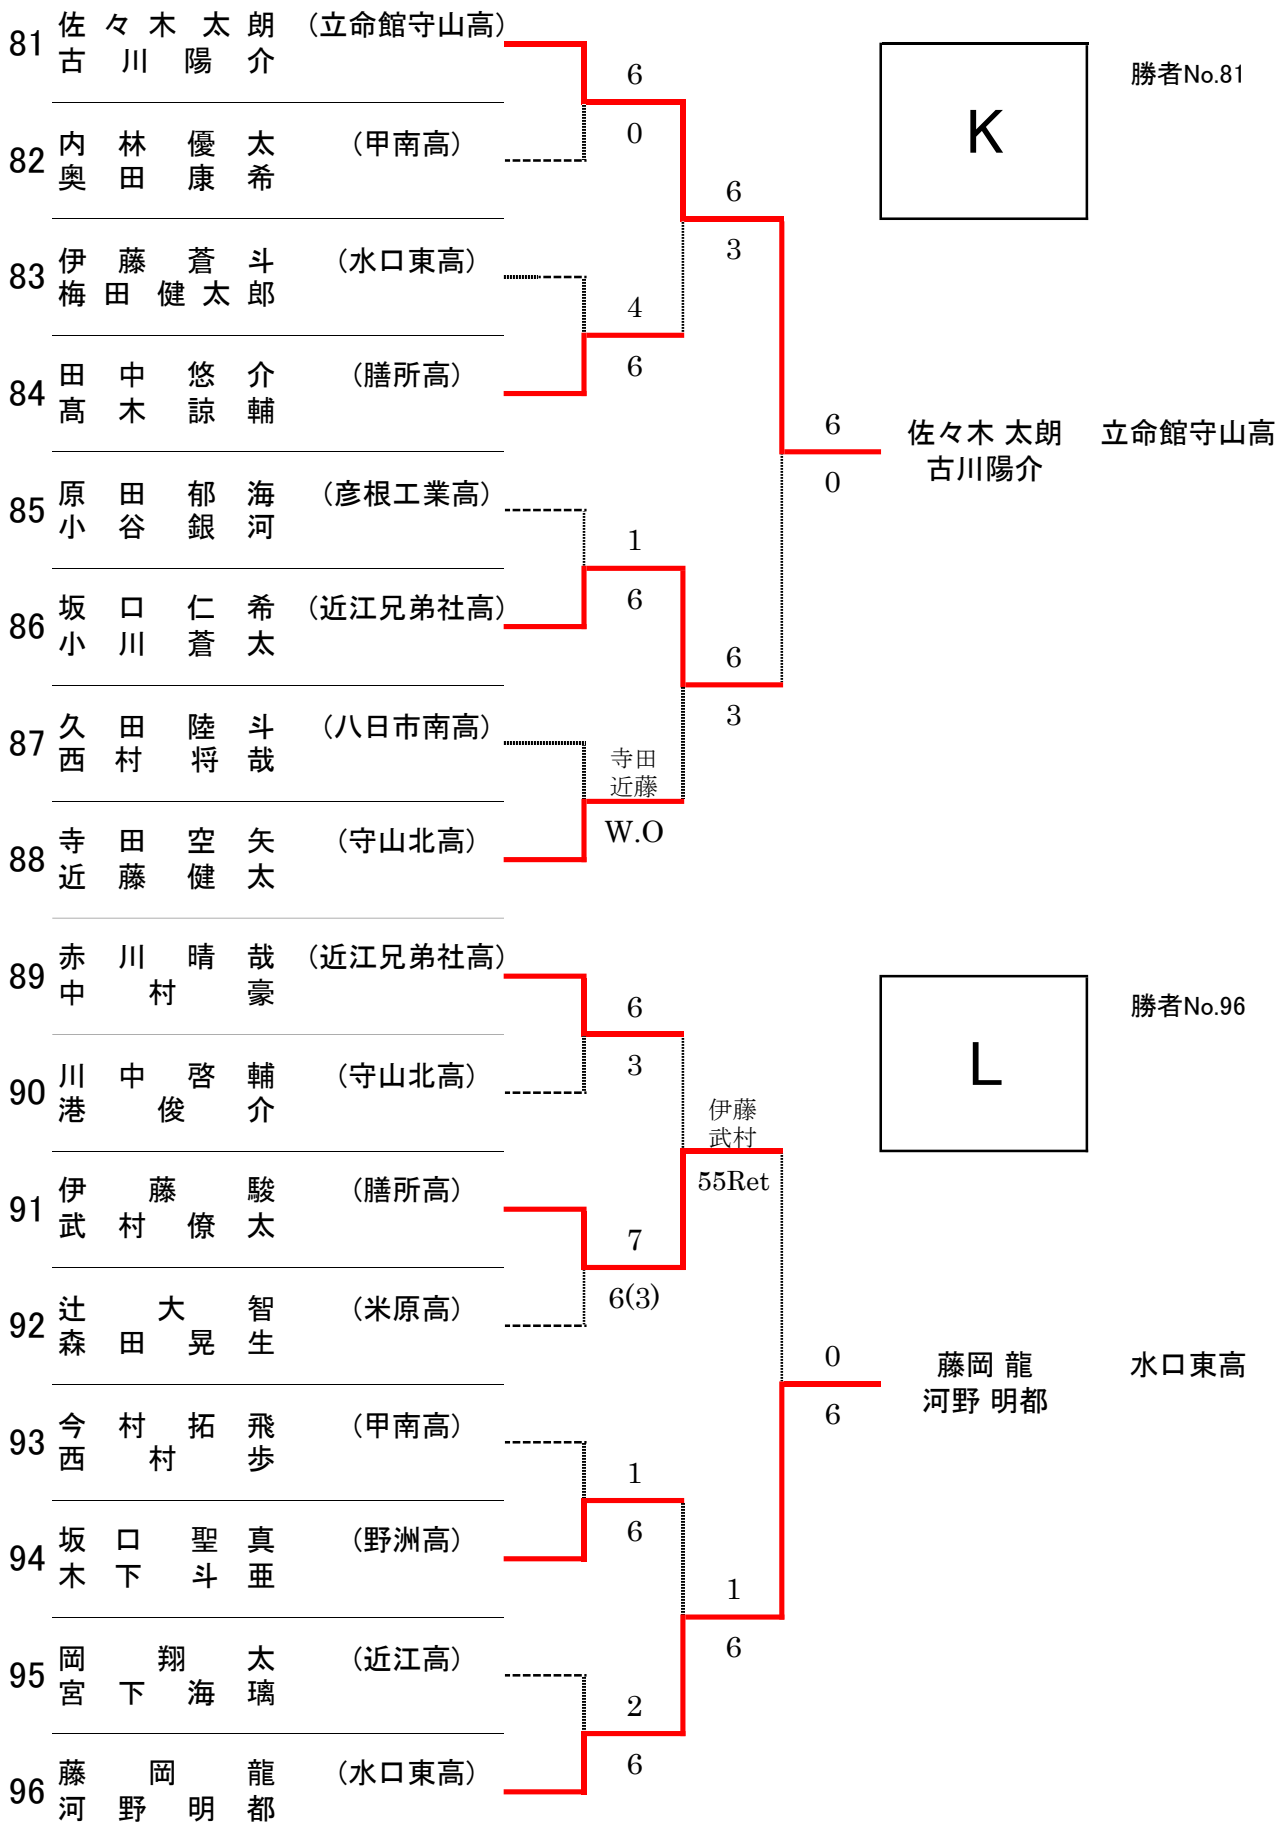 81 佐々木太朗 (立命館守山高)
古川陽介
6
0
82 内林優太 (甲南高)
奥田康希
6
3
83 伊藤蒼斗 (水口東高)
梅田健太郎
4
6
84 田中悠介 (膳所高)
髙木諒輔
6
0
85 原田郁海 (彦根工業高)
小谷銀河
1
6
86 坂口仁希 (近江兄弟社高)
小川蒼太
6
3
87 久田陸斗 (八日市南高)
西村将哉
寺田
近藤
W.O
88 寺田空矢 (守山北高)
近藤健太
K
勝者No.81
佐々木 太朗 立命館守山高
古川陽介
89 赤川晴哉 (近江兄弟社高)
中村豪
6
3
90 川中啓輔 (守山北高)
港俊介
伊藤
武村
55Ret
91 伊藤駿 (膳所高)
武村僚太
7
6(3)
92 辻大智 (米原高)
森田晃生
0
6
93 今村拓飛 (甲南高)
西村歩
1
6
94 坂口聖真 (野洲高)
木下斗亜
1
6
95 岡翔太 (近江高)
宮下海璃
2
6
96 藤岡龍 (水口東高)
河野明都
L
勝者No.96
藤岡 龍 水口東高
河野 明都